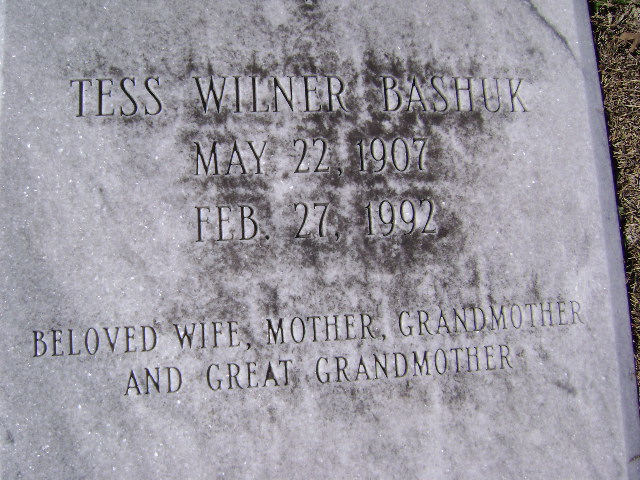 TESS WILNER BASHUK
MAY 22, 1907
FEB. 27, 1992
BELOVED WIFE, MOTHER, GRANDMOTHER
AND GREAT GRANDMOTHER